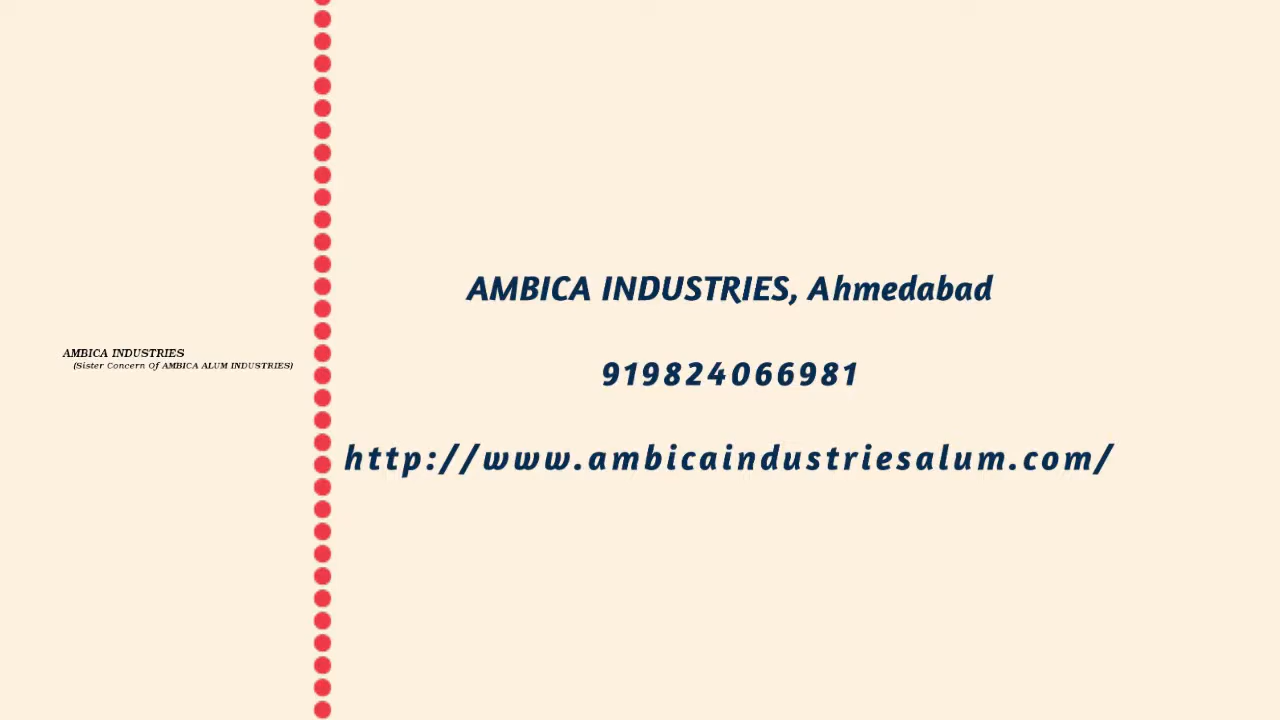 AMBICA INDUSTRIES
(Sister Concern Of AMBICA ALUM INDUSTRIES)
AMBICA INDUSTRIES, Ahmedabad
919824066981
http://www.ambicaindustriesalum.com/